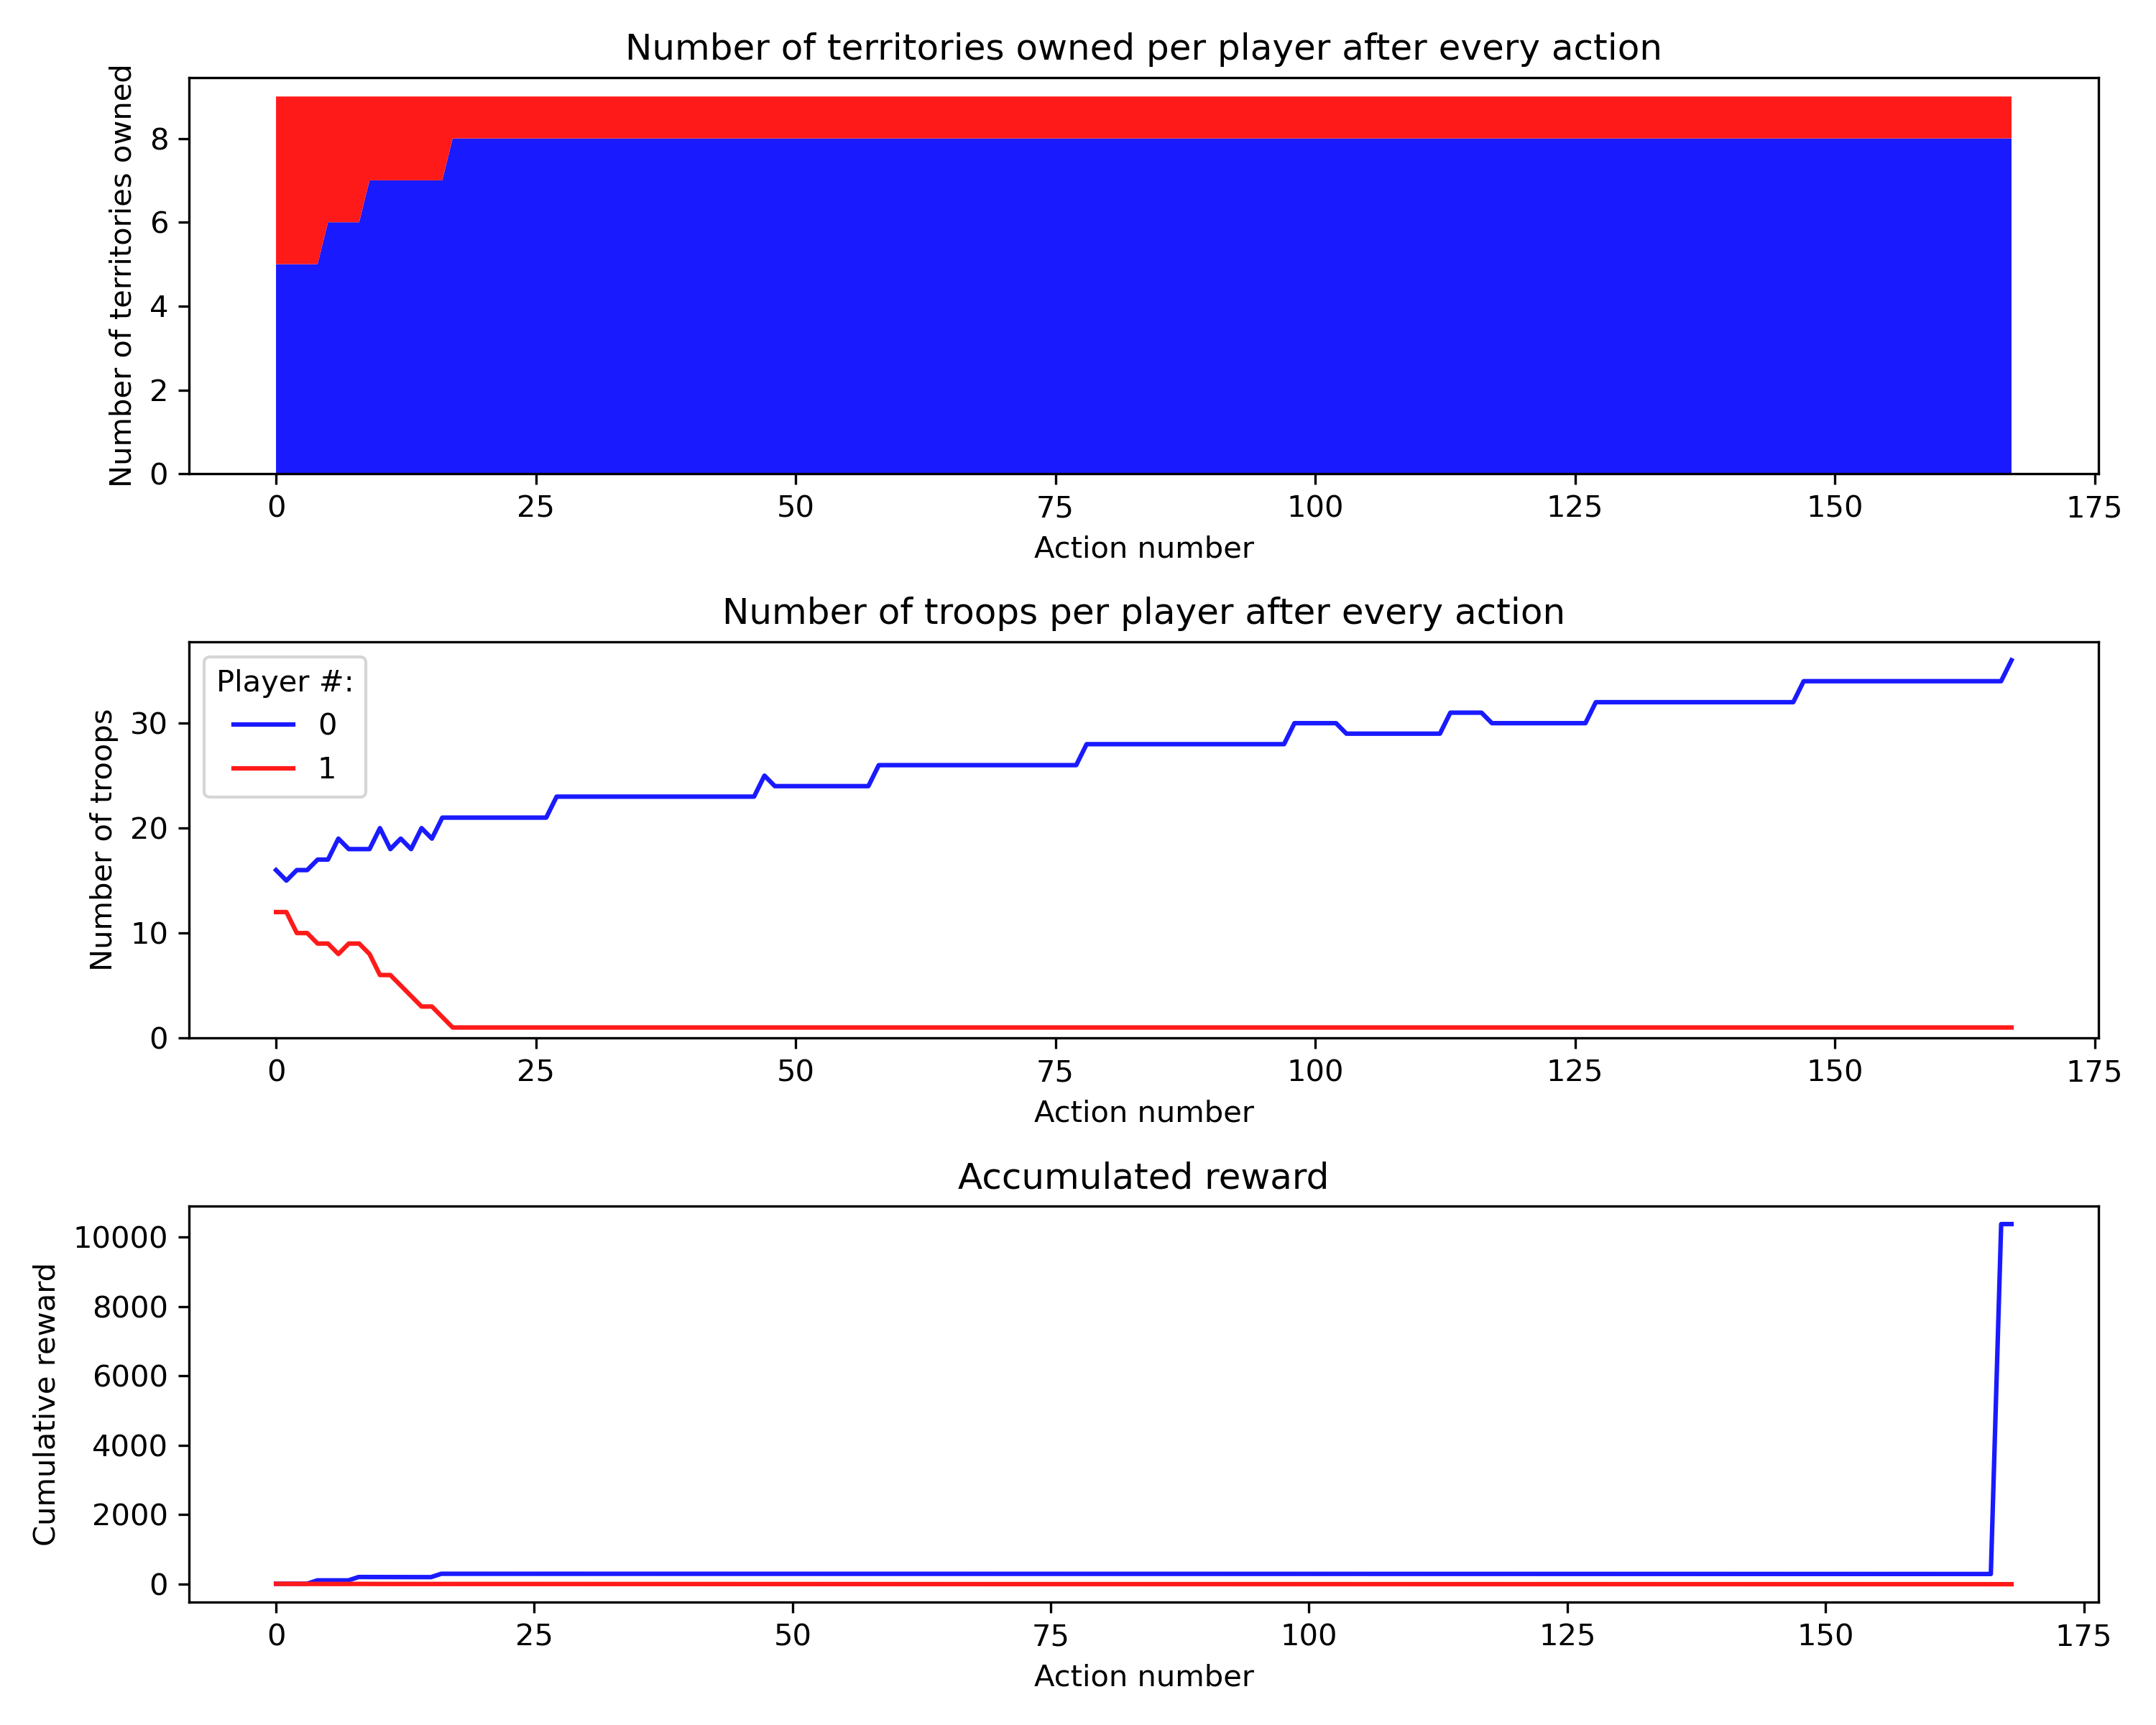 Number of territories owned per player after every action
Number of territories owned
8
6
4
2
0
0 25 50 75 100 125 150 175
Action number
Number of troops per player after every action
Number of troops
30
20
10
0
Player #:
0
1
0 25 50 75 100 125 150 175
Action number
Accumulated reward
Cumulative reward
10000
8000
6000
4000
2000
0
0 25 50 75 100 125 150 175
Action number